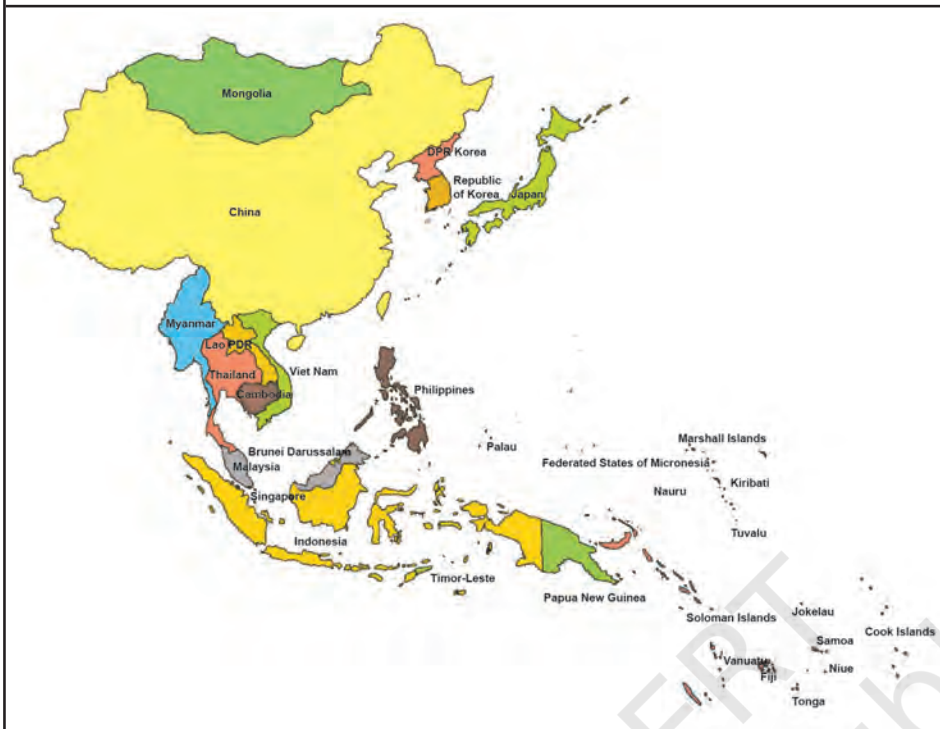 Mongolia
DPR Korea
Republic
of Korea
Japan
China
Myanmar
Lao PDR
Thailand
Viet Nam
Cambodia
Philippines
Brunei Darussalam
Malaysia
Singapore
Indonesia
Timor-Leste
Palau
Marshall Islands
Federated States of Micronesia
Kiribati
Nauru
Tuvalu
Papua New Guinea
Soloman Islands
Jokelau
Samoa
Cook Islands
Vanuatu
Fiji
Niue
Tonga